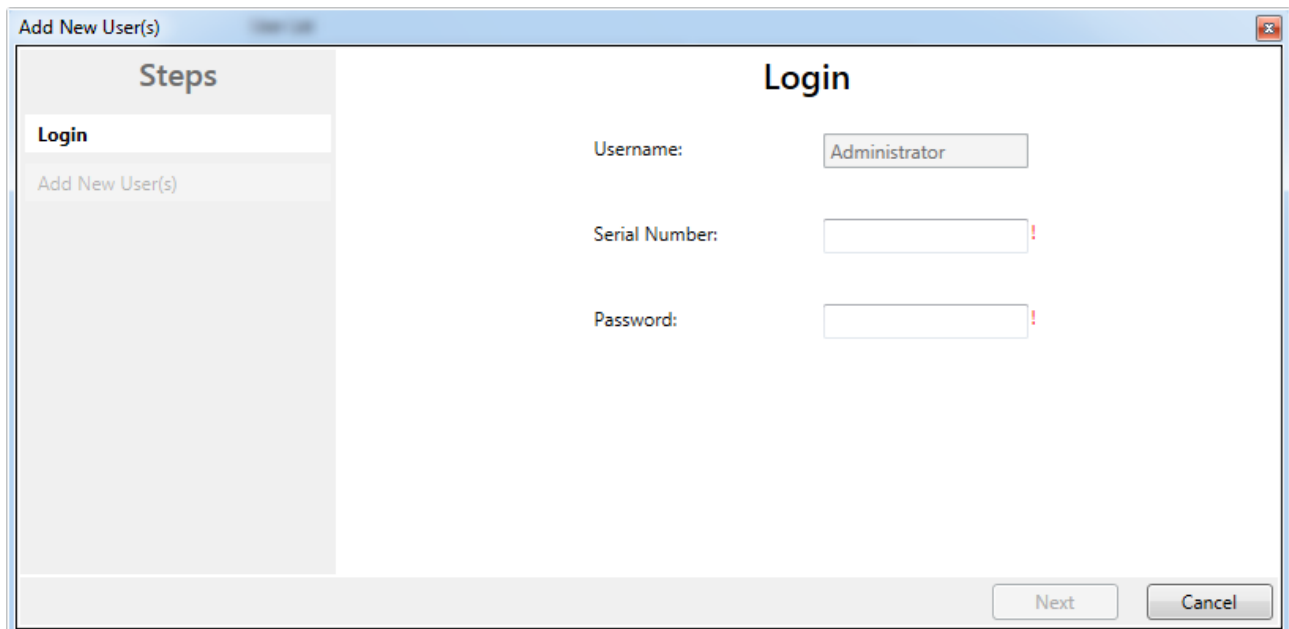 Add New User(s)
Steps
Login
Add New User(s)
Login
Username:
Administrator
Serial Number:
!
Password:
!
Next
Cancel